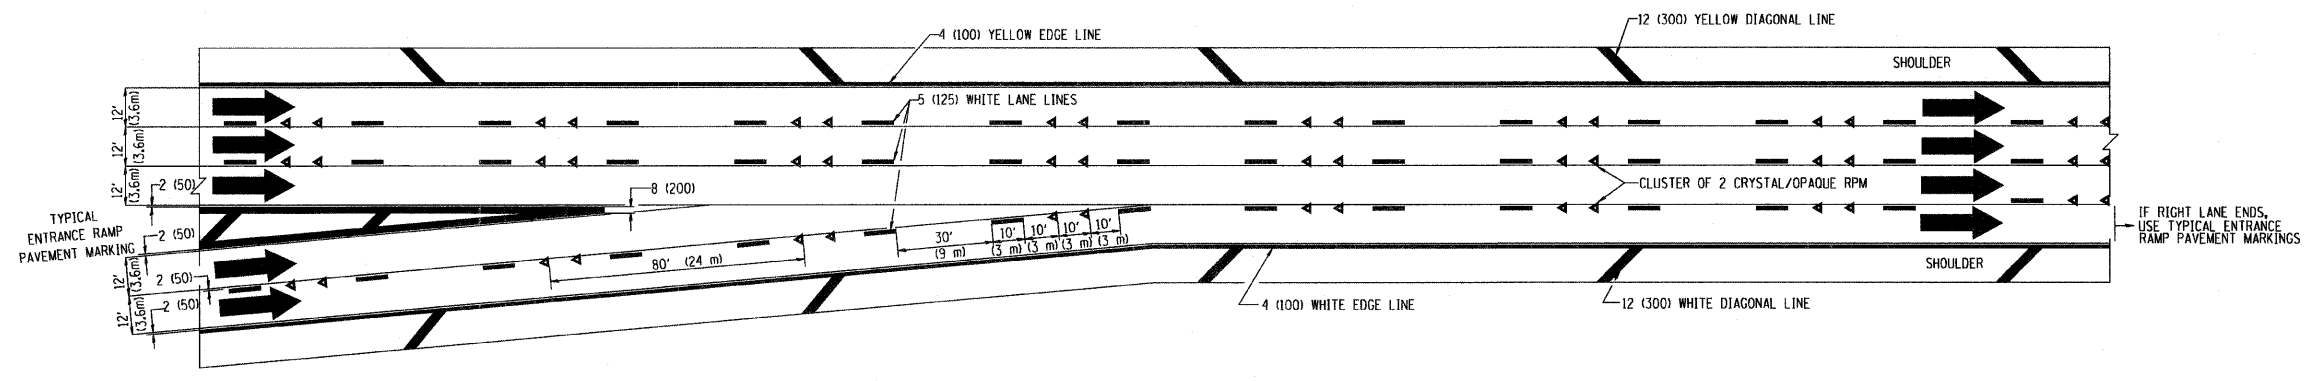 12 (300) YELLOW DIAGONAL LINE
4 (100) YELLOW EDGE LINE
SHOULDER
12'
(3.6m)
5 (125) WHITE LANE LINES
12'
(3.6m)
12'
(3.6m)
2 (50)
8 (200)
CLUSTER OF 2 CRYSTAL/OPAQUE RPM
TYPICAL
ENTRANCE RAMP
PAVEMENT MARKING
2 (50)
IF RIGHT LANE ENDS,
USE TYPICAL ENTRANCE
RAMP PAVEMENT MARKINGS
30'
(9 m)
10'
(3 m)
10'
(3 m)
10'
(3 m)
10'
(3 m)
80' (24 m)
12'
(3.6m)
2 (50)
12'
(3.6m)
2 (50)
SHOULDER
4 (100) WHITE EDGE LINE
12 (300) WHITE DIAGONAL LINE